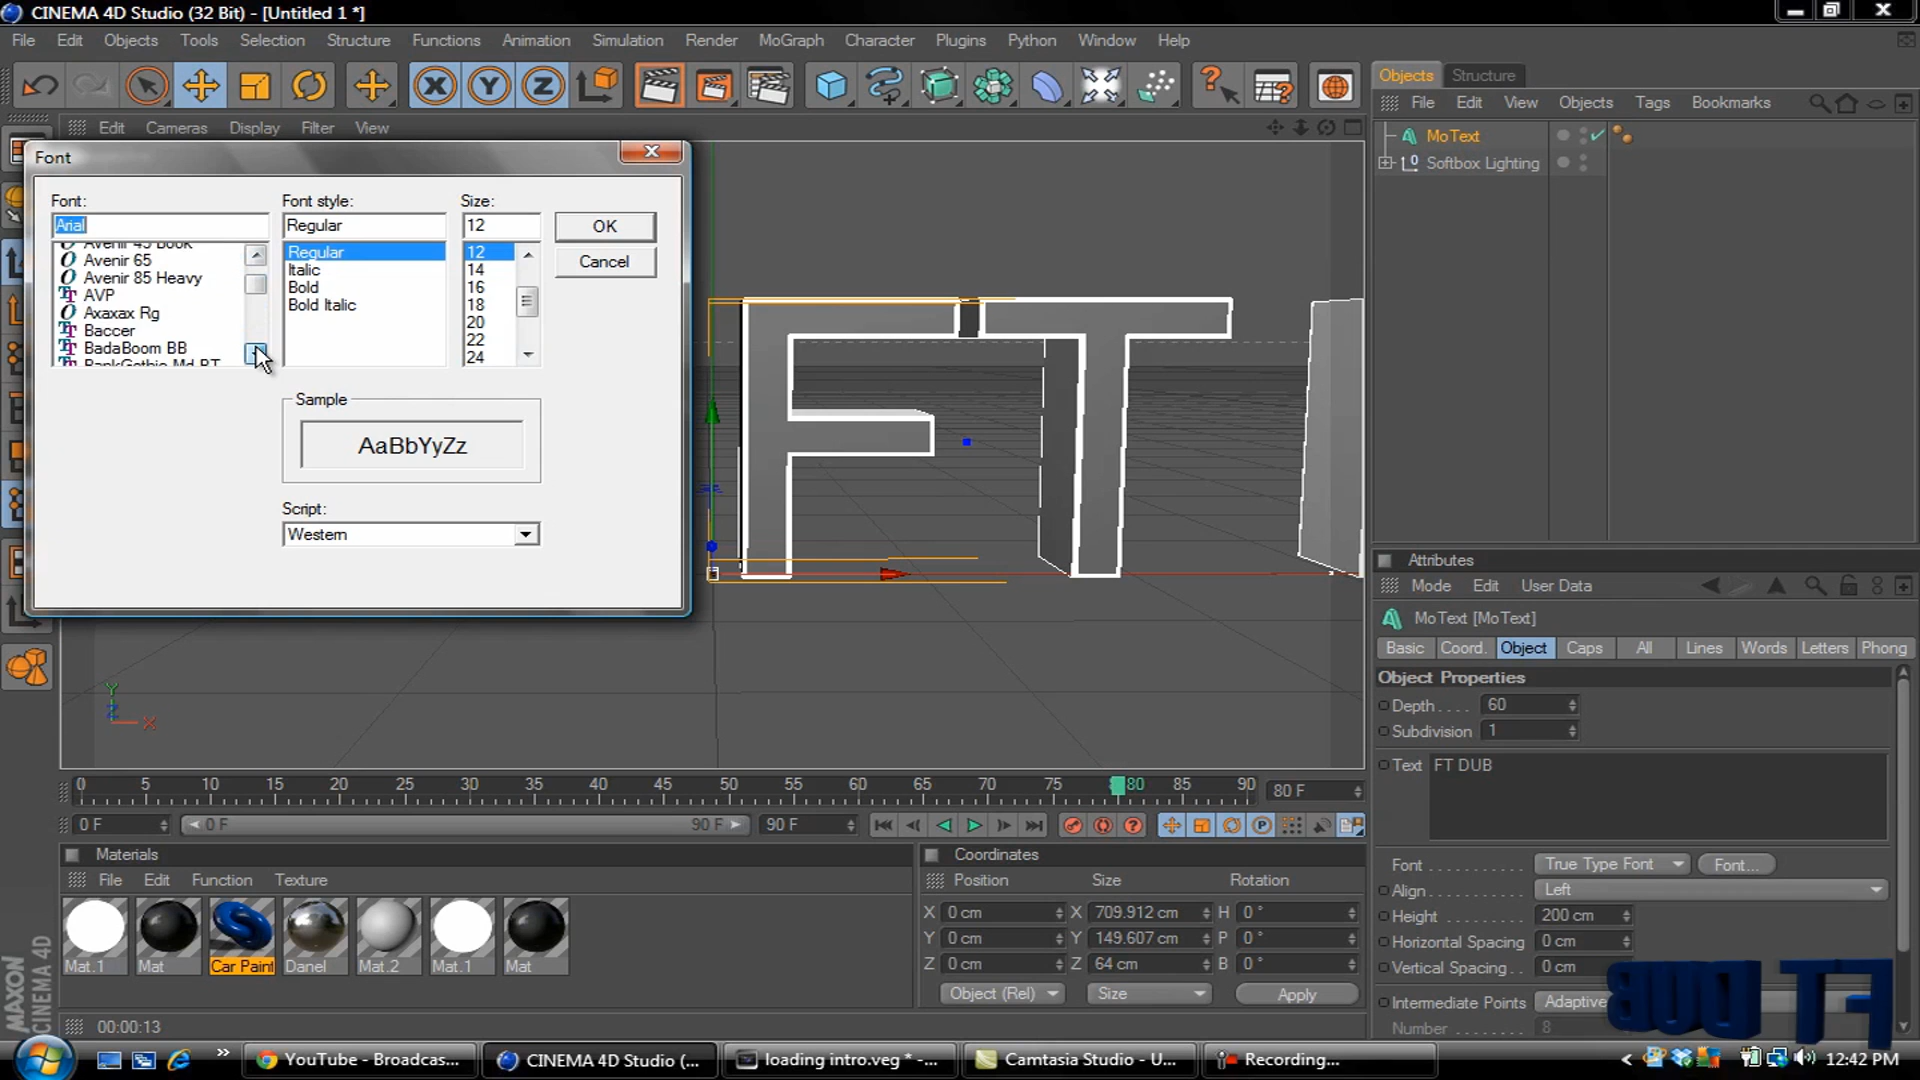 CINEMA 4D Studio (32 Bit) - [Untitled 1 *]
File Edit Objects Tools Selection Structure Functions Animation Simulation Render MoGraph Character Plugins Python Window Help
X Y Z
Objects Structure
File Edit View Objects Tags Bookmarks
Edit Cameras Display Filter View
MoText
Softbox Lighting
Font
Font: Font style: Size:
Arial Regular 12 OK
Cancel
Avenir 45 Book
Avenir 65
Avenir 85 Heavy
AVP
Axaxax Rg
Baccer
BadaBoom BB
BankGothic Md BT
Regular
Italic
Bold
Bold Italic
12
14
16
18
20
22
24
Sample
AaBbYyZz
Script:
Western
FT
Y
Z X
Attributes
Mode Edit User Data
MoText [MoText]
Basic Coord. Object Caps All Lines Words Letters Phong
Object Properties
Depth . . . . 60
Subdivision 1
Text FT DUB
Font . . . . . . . . . . True Type Font Font...
Align. . . . . . . . . . Left
Height . . . . . . . . 200 cm
Horizontal Spacing 0 cm
Vertical Spacing . . 0 cm
Intermediate Points Adaptive
Number . . . . . . . 8
FT DUB
0 5 10 15 20 25 30 35 40 45 50 55 60 65 70 75 80 85 90 80 F
0 F 0 F 90 F 90 F
Materials
File Edit Function Texture
Mat.1 Mat Car Paint Danel Mat.2 Mat.1 Mat
Coordinates
Position Size Rotation
X 0 cm X 709.912 cm H 0 °
Y 0 cm Y 149.607 cm P 0 °
Z 0 cm Z 64 cm B 0 °
Object (Rel) Size Apply
MAXON
CINEMA 4D
00:00:13
YouTube - Broadcas... CINEMA 4D Studio (... loading intro.veg * -... Camtasia Studio - U... Recording... 12:42 PM